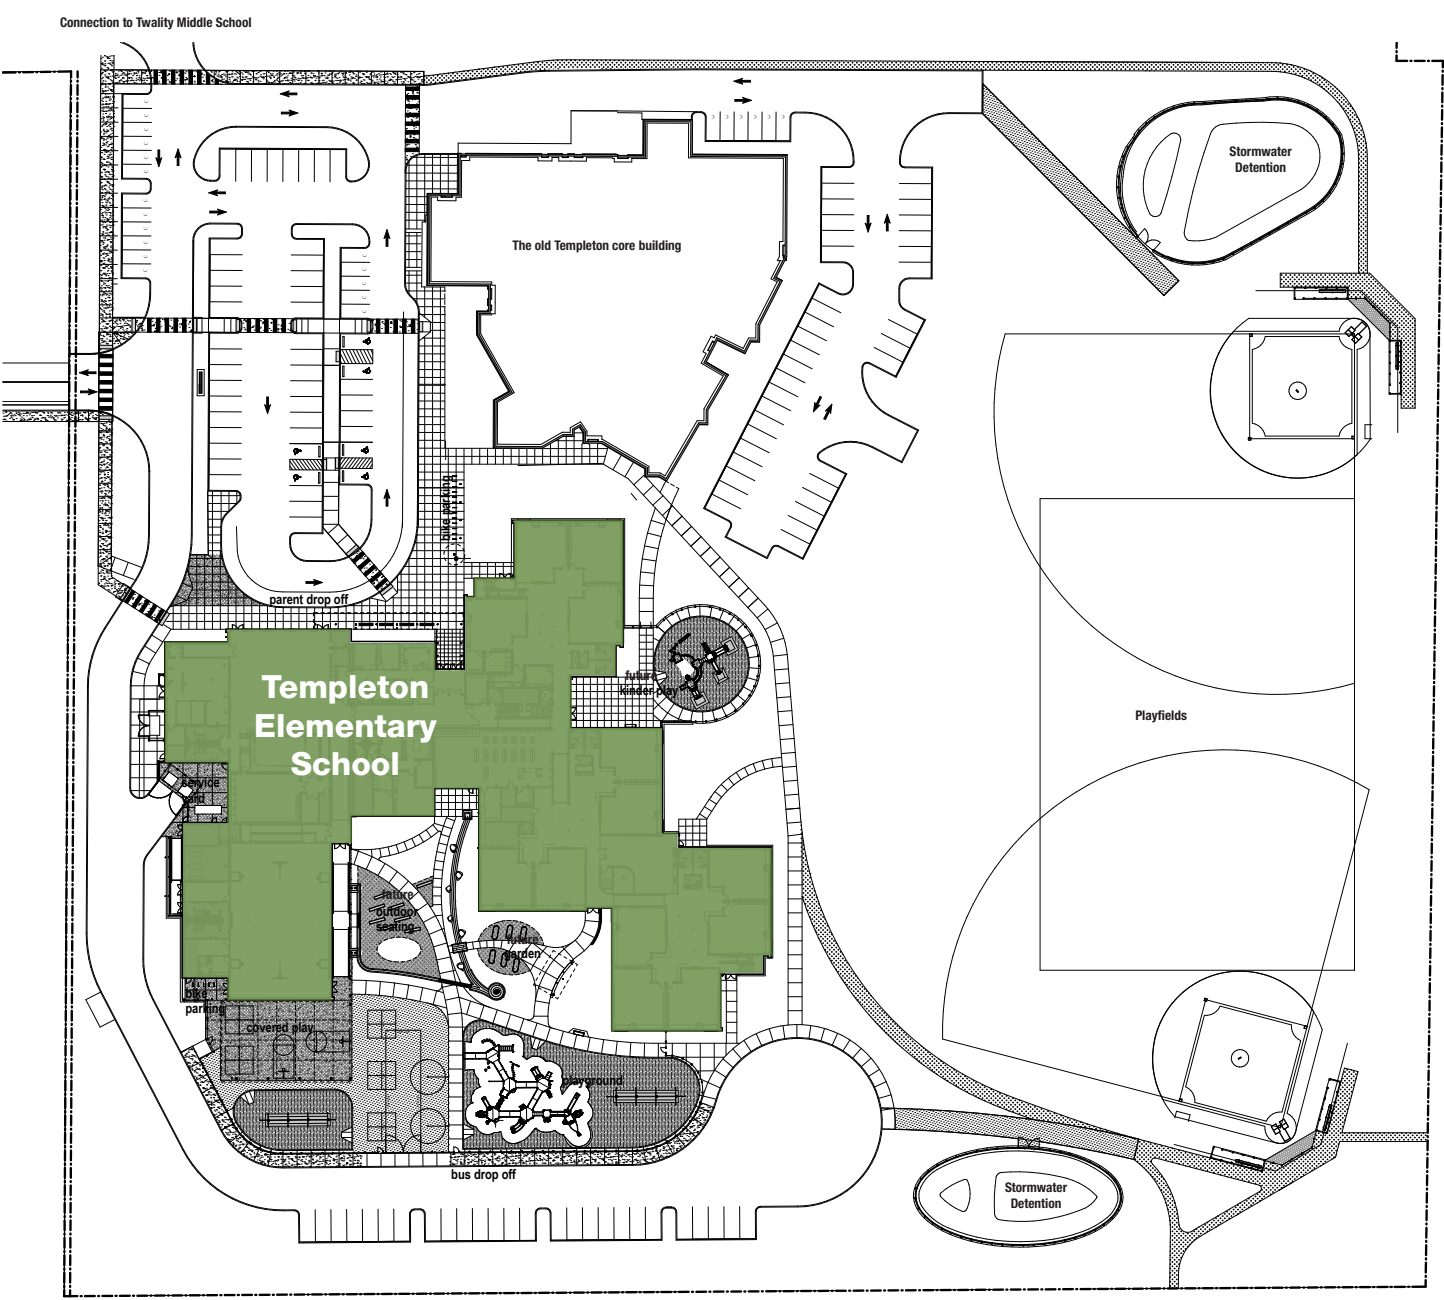 Connection to Twality Middle School
Stormwater
Detention
The old Templeton core building
bike parking
parent drop off
future
kinder play
Templeton
Elementary
School
Playfields
service
yard
future
outdoor
seating
future
garden
bike
parking
covered play
playground
bus drop off
Stormwater
Detention